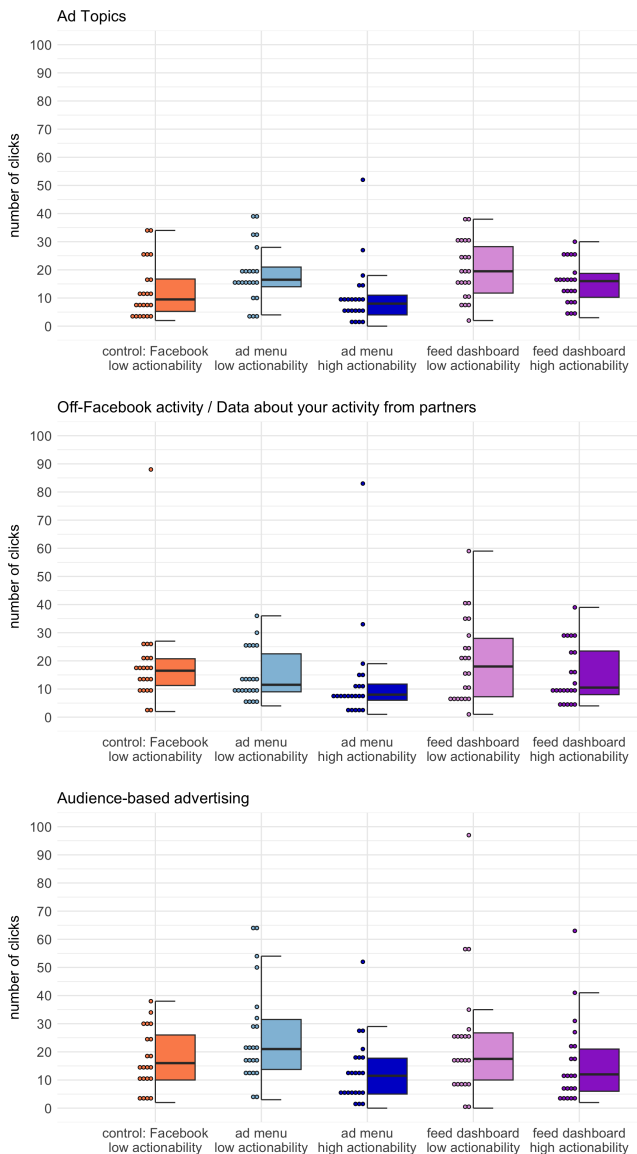 Ad Topics
100
90
80
70
60
50
40
30
20
10
0
number of clicks
control: Facebook ad menu ad menu feed dashboard feed dashboard
low actionability low actionability high actionability low actionability high actionability
Off-Facebook activity / Data about your activity from partners
100
90
80
70
60
50
40
30
20
10
0
number of clicks
control: Facebook ad menu ad menu feed dashboard feed dashboard
low actionability low actionability high actionability low actionability high actionability
Audience-based advertising
100
90
80
70
60
50
40
30
20
10
0
number of clicks
control: Facebook ad menu ad menu feed dashboard feed dashboard
low actionability low actionability high actionability low actionability high actionability